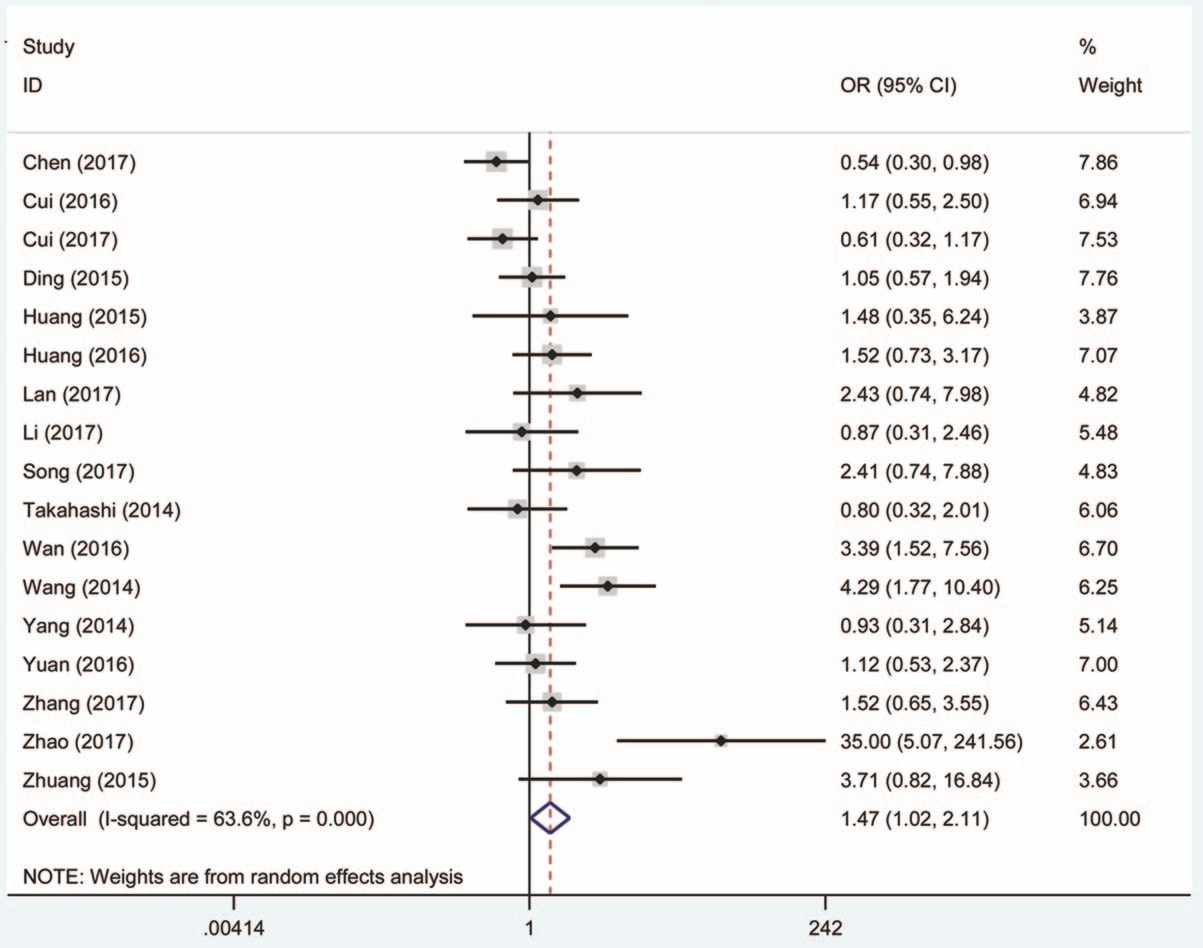 Study %
ID OR (95% CI) Weight
Chen (2017) 0.54 (0.30, 0.98) 7.86
Cui (2016) 1.17 (0.55, 2.50) 6.94
Cui (2017) 0.61 (0.32, 1.17) 7.53
Ding (2015) 1.05 (0.57, 1.94) 7.76
Huang (2015) 1.48 (0.35, 6.24) 3.87
Huang (2016) 1.52 (0.73, 3.17) 7.07
Lan (2017) 2.43 (0.74, 7.98) 4.82
Li (2017) 0.87 (0.31, 2.46) 5.48
Song (2017) 2.41 (0.74, 7.88) 4.83
Takahashi (2014) 0.80 (0.32, 2.01) 6.06
Wan (2016) 3.39 (1.52, 7.56) 6.70
Wang (2014) 4.29 (1.77, 10.40) 6.25
Yang (2014) 0.93 (0.31, 2.84) 5.14
Yuan (2016) 1.12 (0.53, 2.37) 7.00
Zhang (2017) 1.52 (0.65, 3.55) 6.43
Zhao (2017) 35.00 (5.07, 241.56) 2.61
Zhuang (2015) 3.71 (0.82, 16.84) 3.66
Overall (I-squared = 63.6%, p = 0.000) 1.47 (1.02, 2.11) 100.00
NOTE: Weights are from random effects analysis
.00414 1 242